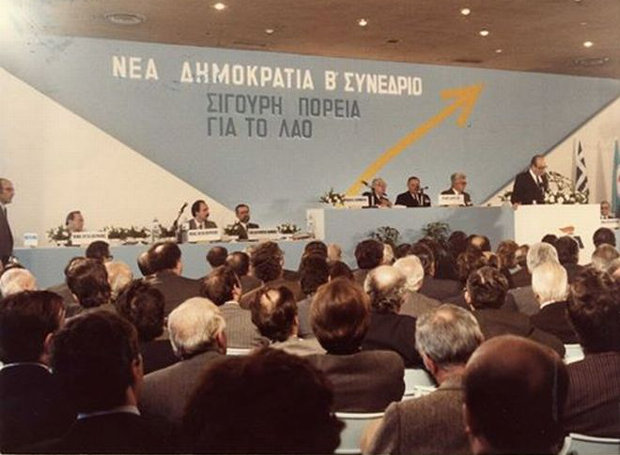 ΝΕΑ ΔΗΜΟΚΡΑΤΙΑ Β' ΣΥΝΕΔΡΙΟ
ΣΙΓΟΥΡΗ ΠΟΡΕΙΑ
ΓΙΑ ΤΟ ΛΑΟ